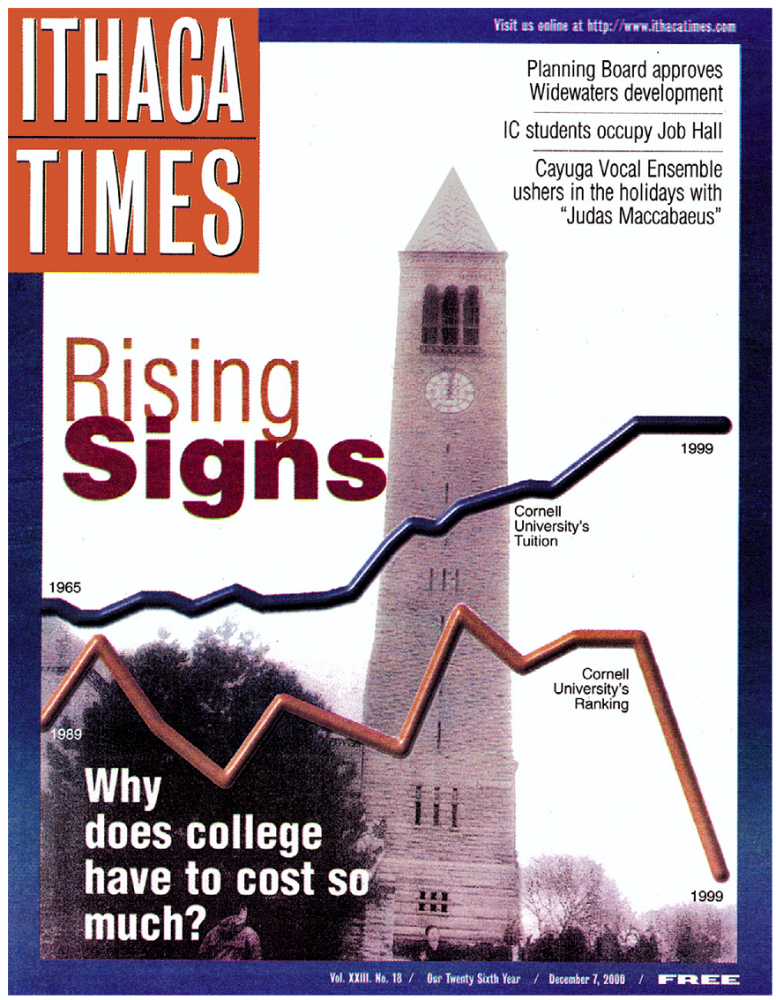 Visit us online at http://www.ithacatimes.com
ITHACA
TIMES
Planning Board approves
Widewaters development
IC students occupy Job Hall
Cayuga Vocal Ensemble
ushers in the holidays with
“Judas Maccabaeus”
Rising
Signs
1999
Cornell
University's
Tuition
1965
Cornell
University's
Ranking
1989
Why
does college
have to cost so
much?
1999
Vol. XXIII. No. 18 / Our Twenty Sixth Year / December 7, 2000 / FREE